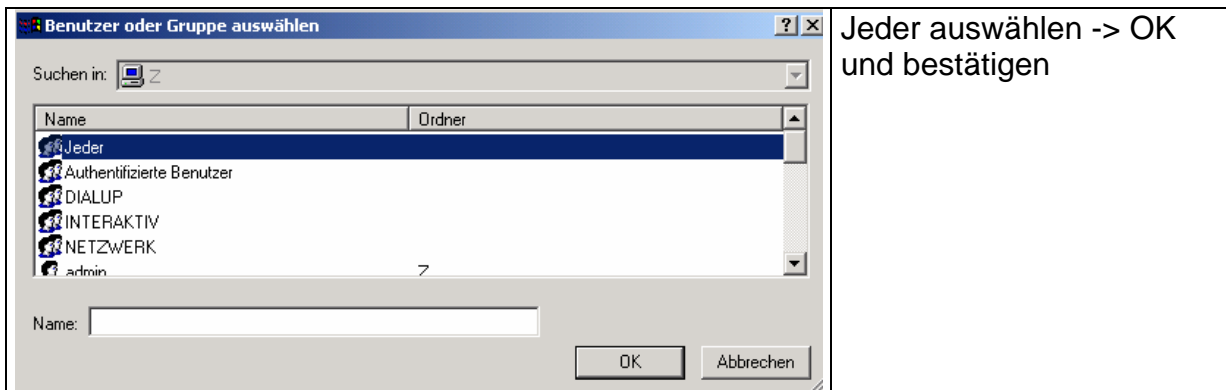 Benutzer oder Gruppe auswählen
Suchen in: Z
Name Ordner
Jeder
Authentifizierte Benutzer
DIALUP
INTERAKTIV
NETZWERK
admin Z
Name:
OK Abbrechen
Jeder auswählen -> OK
und bestätigen